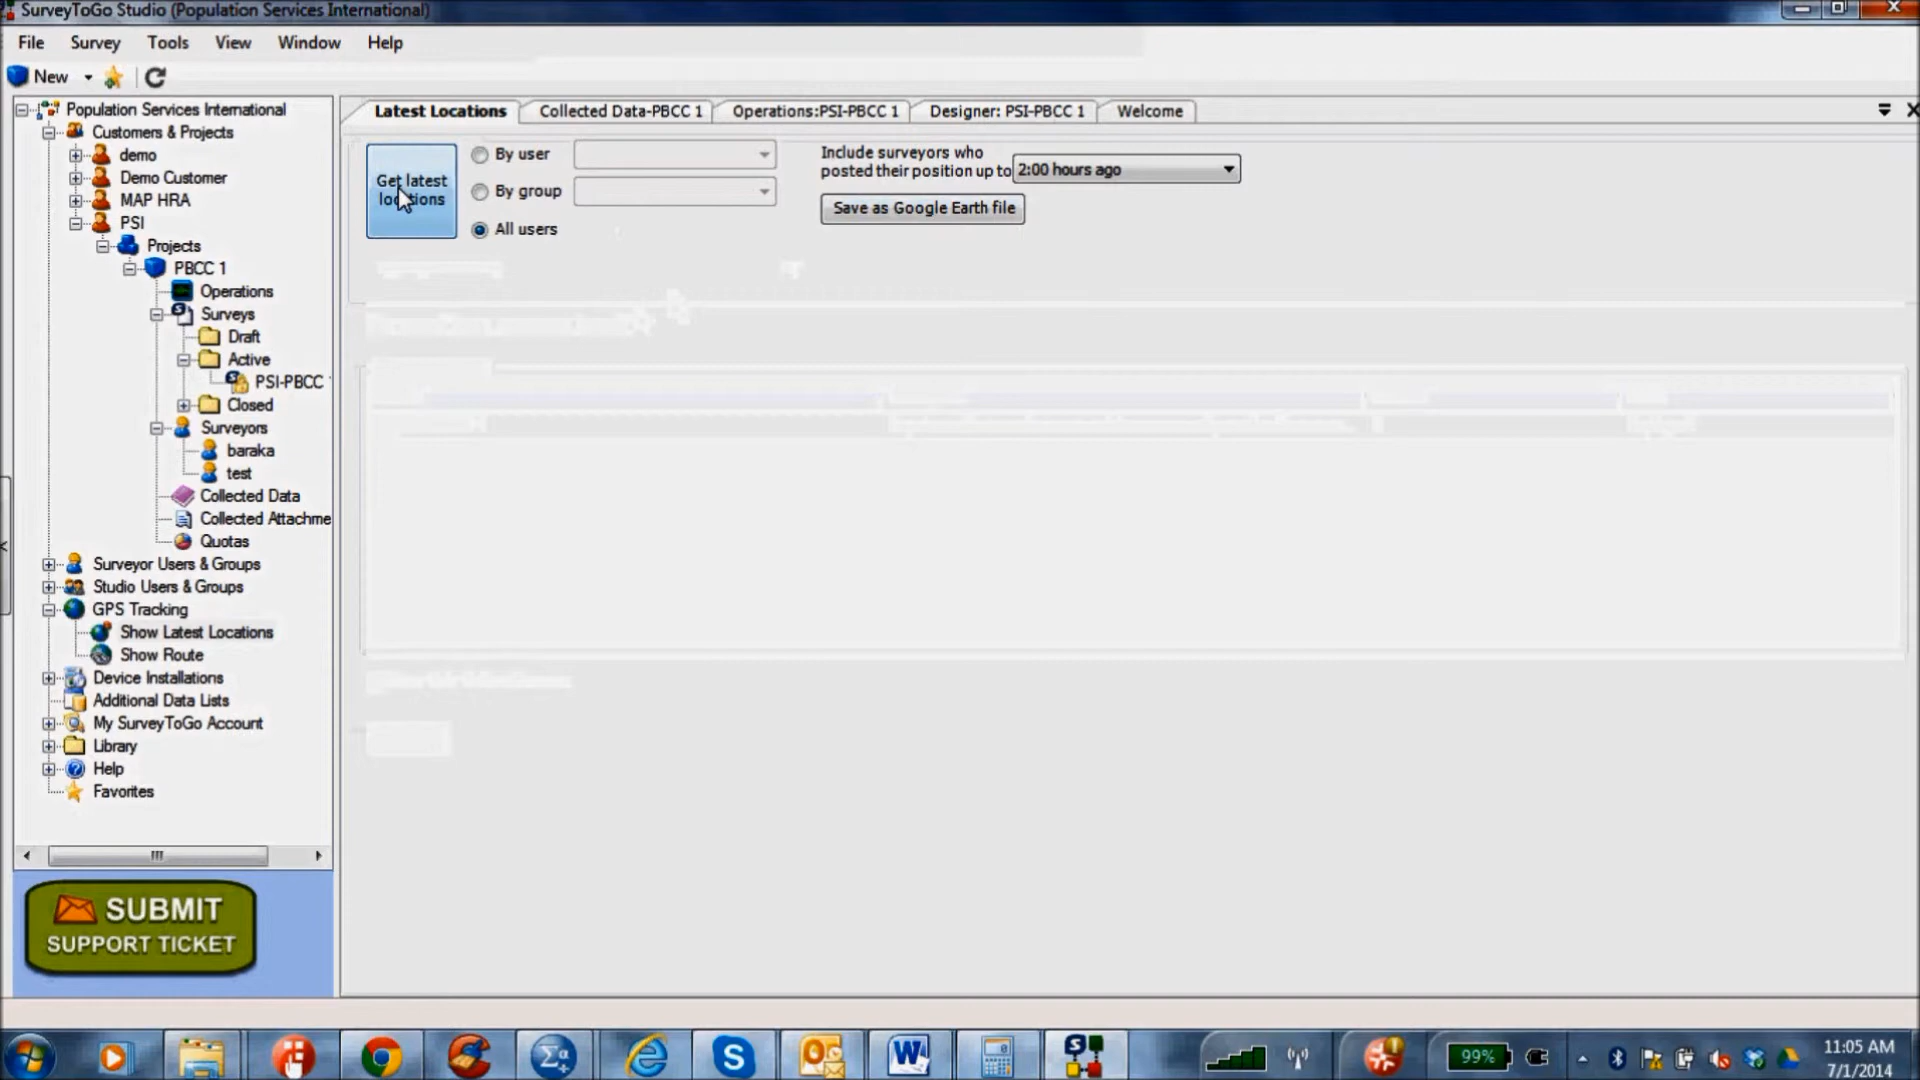 SurveyToGo Studio (Population Services International)
File Survey Tools View Window Help
New
Population Services International
Customers & Projects
demo
Demo Customer
MAP HRA
PSI
Projects
PBCC 1
Operations
Surveys
Draft
Active
PSI-PBCC
Closed
Surveyors
baraka
test
Collected Data
Collected Attachme
Quotas
Surveyor Users & Groups
Studio Users & Groups
GPS Tracking
Show Latest Locations
Show Route
Device Installations
Additional Data Lists
My SurveyToGo Account
Library
Help
Favorites
SUBMIT
SUPPORT TICKET
Latest Locations Collected Data-PBCC 1 Operations:PSI-PBCC 1 Designer: PSI-PBCC 1 Welcome
Get latest
locations
By user
By group
All users
Include surveyors who
posted their position up to 2:00 hours ago
Save as Google Earth file
99%
11:05 AM
7/1/2014